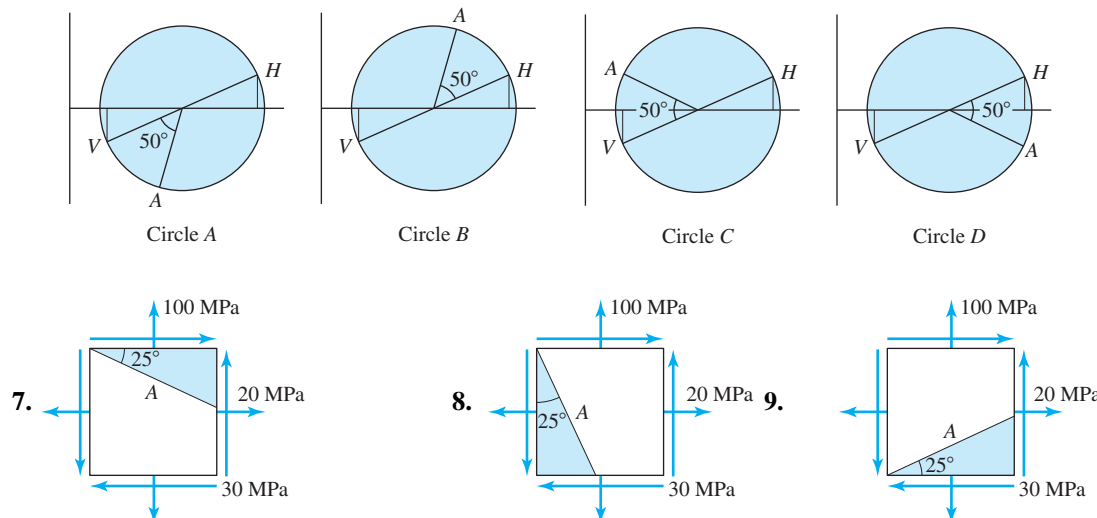 A H V 50° A
Circle A
A 50° H V
Circle B
A H 50° V
Circle C
H 50° V A
Circle D
7. 100 MPa 25° A 20 MPa 30 MPa
8. 100 MPa 25° A 20 MPa 30 MPa
9. 100 MPa A 25° 20 MPa 30 MPa